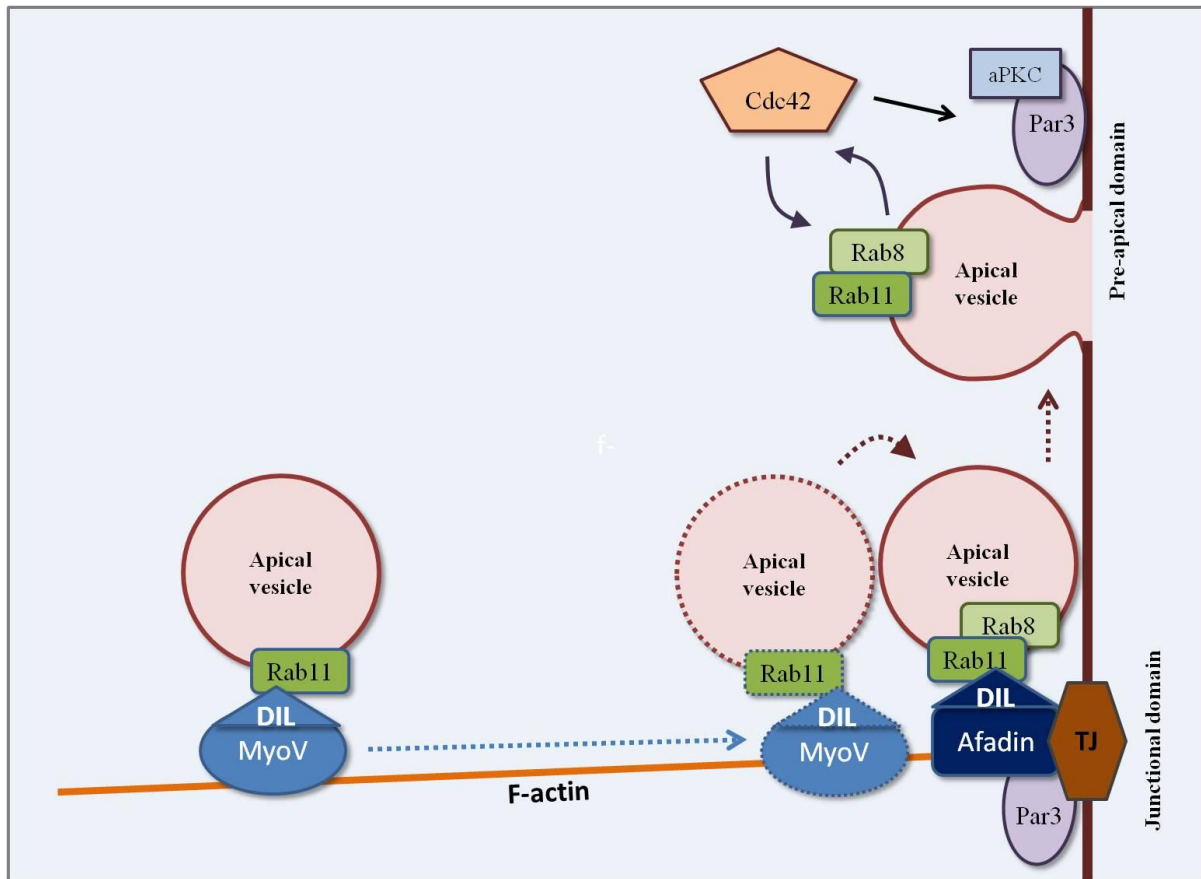 aPKC
Cdc42
Par3
Rab8
Rab11
Apical
vesicle
Pre-apical domain
f-
Apical
vesicle
Rab11
DIL
MyoV
Apical
vesicle
Rab11
DIL
MyoV
Apical
vesicle
Rab8
Rab11
DIL
Afadin
TJ
F-actin
Par3
Junctional domain